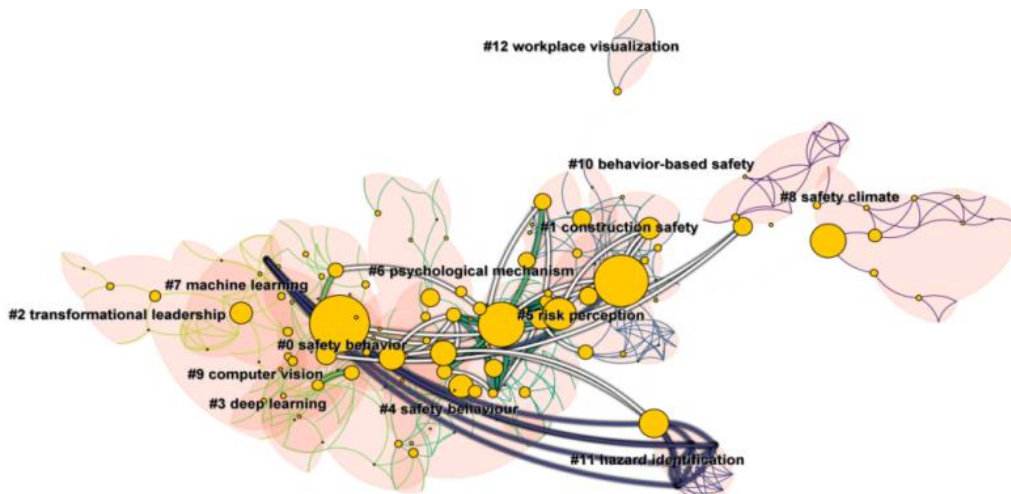 #12 workplace visualization
#10 behavior-based safety
#8 safety climate
#1 construction safety
#6 psychological mechanism
#7 machine learning
#2 transformational leadership
#5 risk perception
#0 safety behavior
#9 computer vision
#3 deep learning
#4 safety behaviour
#11 hazard identification